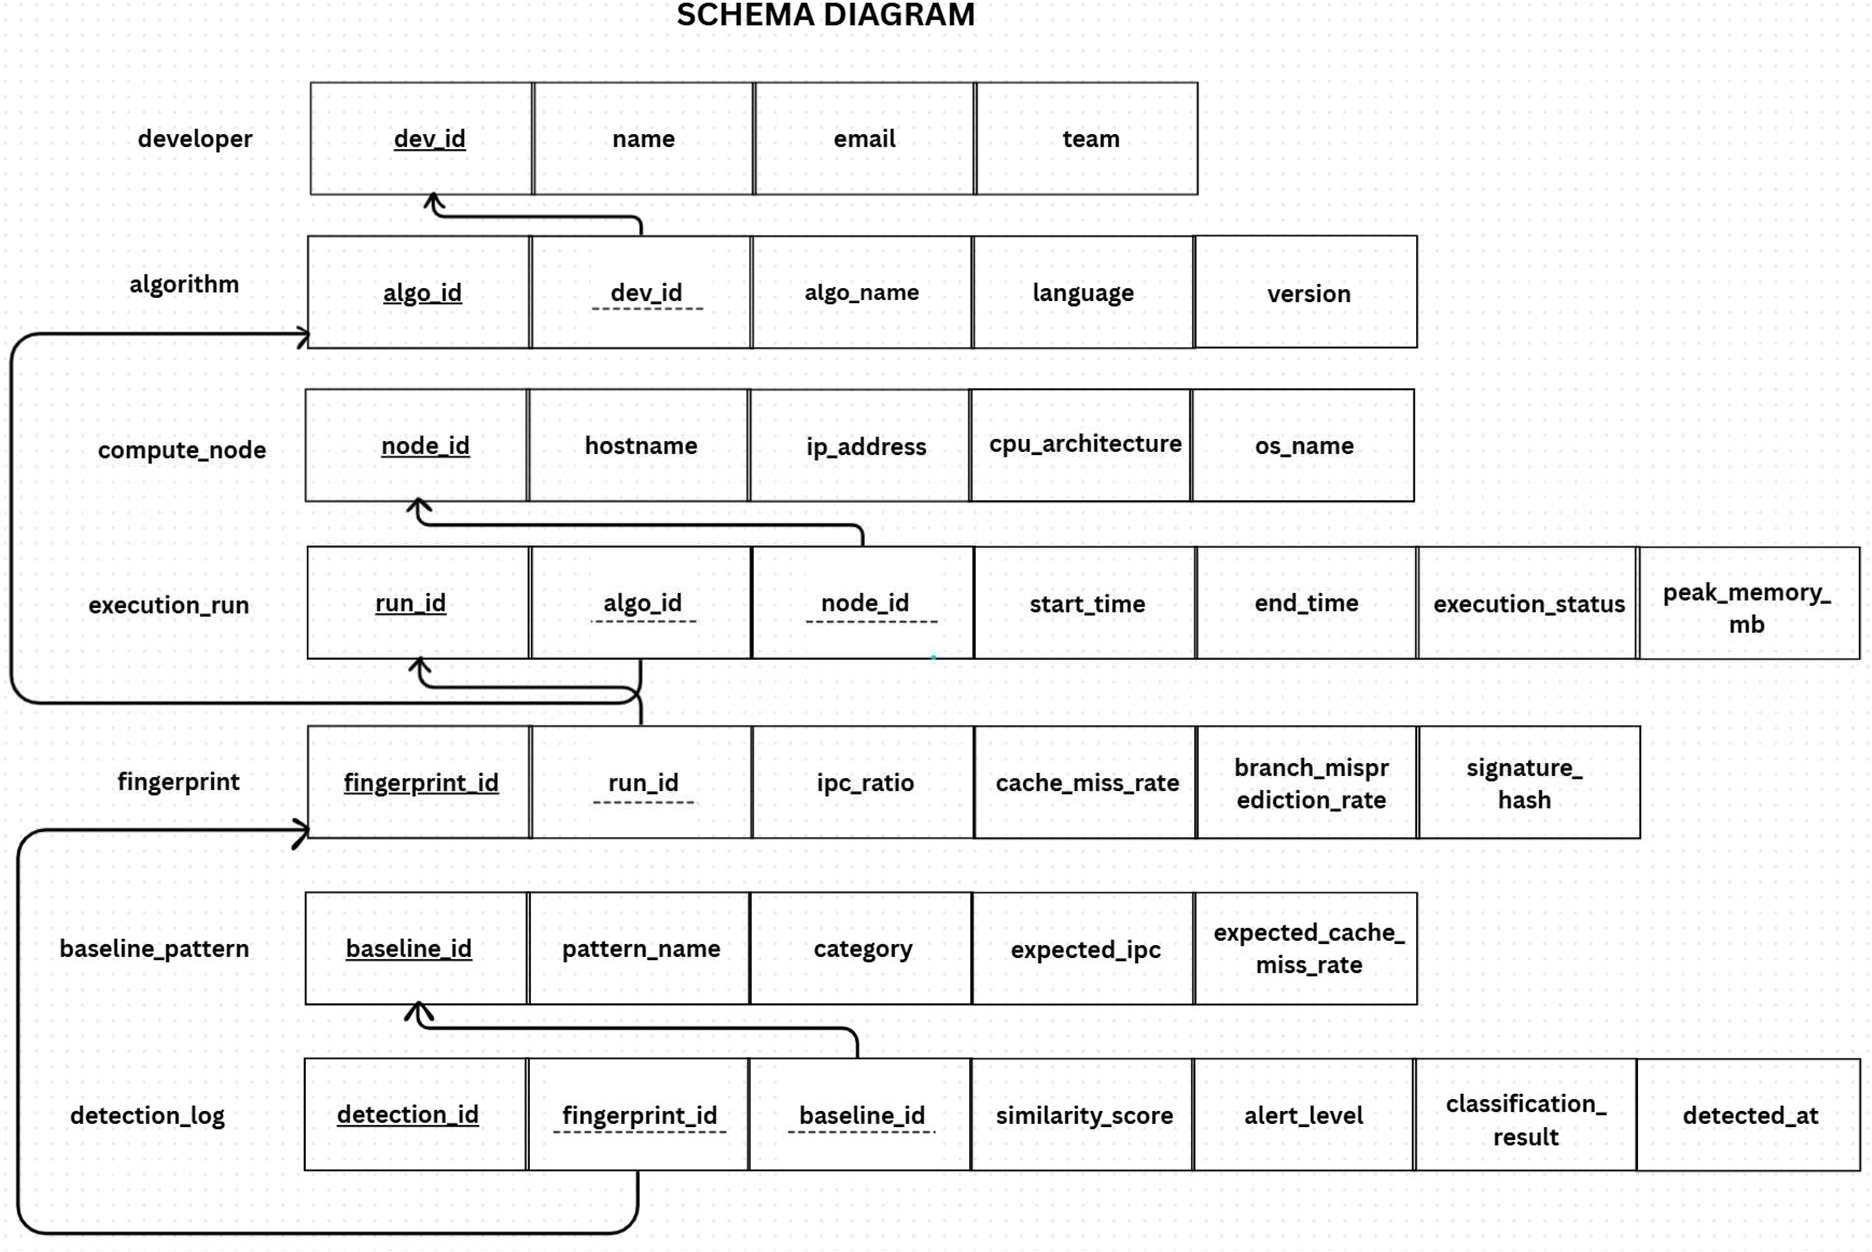 SCHEMA DIAGRAM
developer
dev_id
name
email
team
algorithm
algo_id
dev_id
algo_name
language
version
compute_node
node_id
hostname
ip_address
cpu_architecture
os_name
execution_run
run_id
algo_id
node_id
start_time
end_time
execution_status
peak_memory_
mb
fingerprint
fingerprint_id
run_id
ipc_ratio
cache_miss_rate
branch_mispr
ediction_rate
signature_
hash
baseline_pattern
baseline_id
pattern_name
category
expected_ipc
expected_cache_
miss_rate
detection_log
detection_id
fingerprint_id
baseline_id
similarity_score
alert_level
classification_
result
detected_at